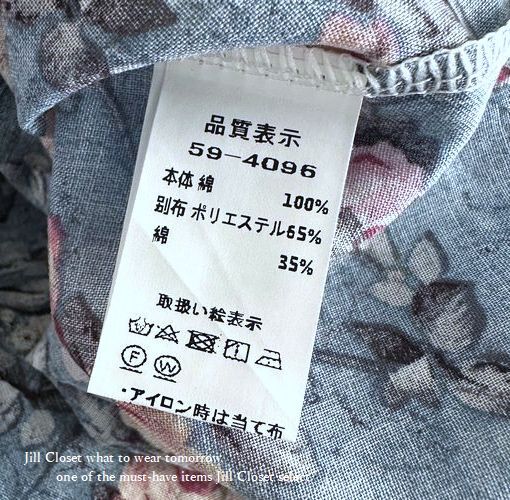 品質表示
59-4096
本体 綿 100%
別布 ポリエステル65%
綿 35%
取扱い絵表示
F W
・アイロン時は当て布
Jill Closet what to wear tomorrow
one of the must-have items Jill Closet select